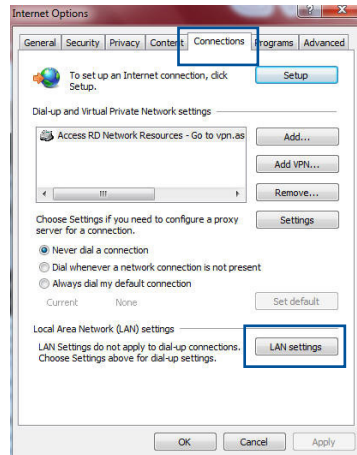 Internet Options
General Security Privacy Content Connections Programs Advanced
To set up an Internet connection, click
Setup.
Setup
Dial-up and Virtual Private Network settings
Access RD Network Resources - Go to vpn.as
Add...
Add VPN...
Remove...
Choose Settings if you need to configure a proxy
server for a connection.
Settings
Never dial a connection
Dial whenever a network connection is not present
Always dial my default connection
Current None
Set default
Local Area Network (LAN) settings
LAN Settings do not apply to dial-up connections.
Choose Settings above for dial-up settings.
LAN settings
OK Cancel Apply